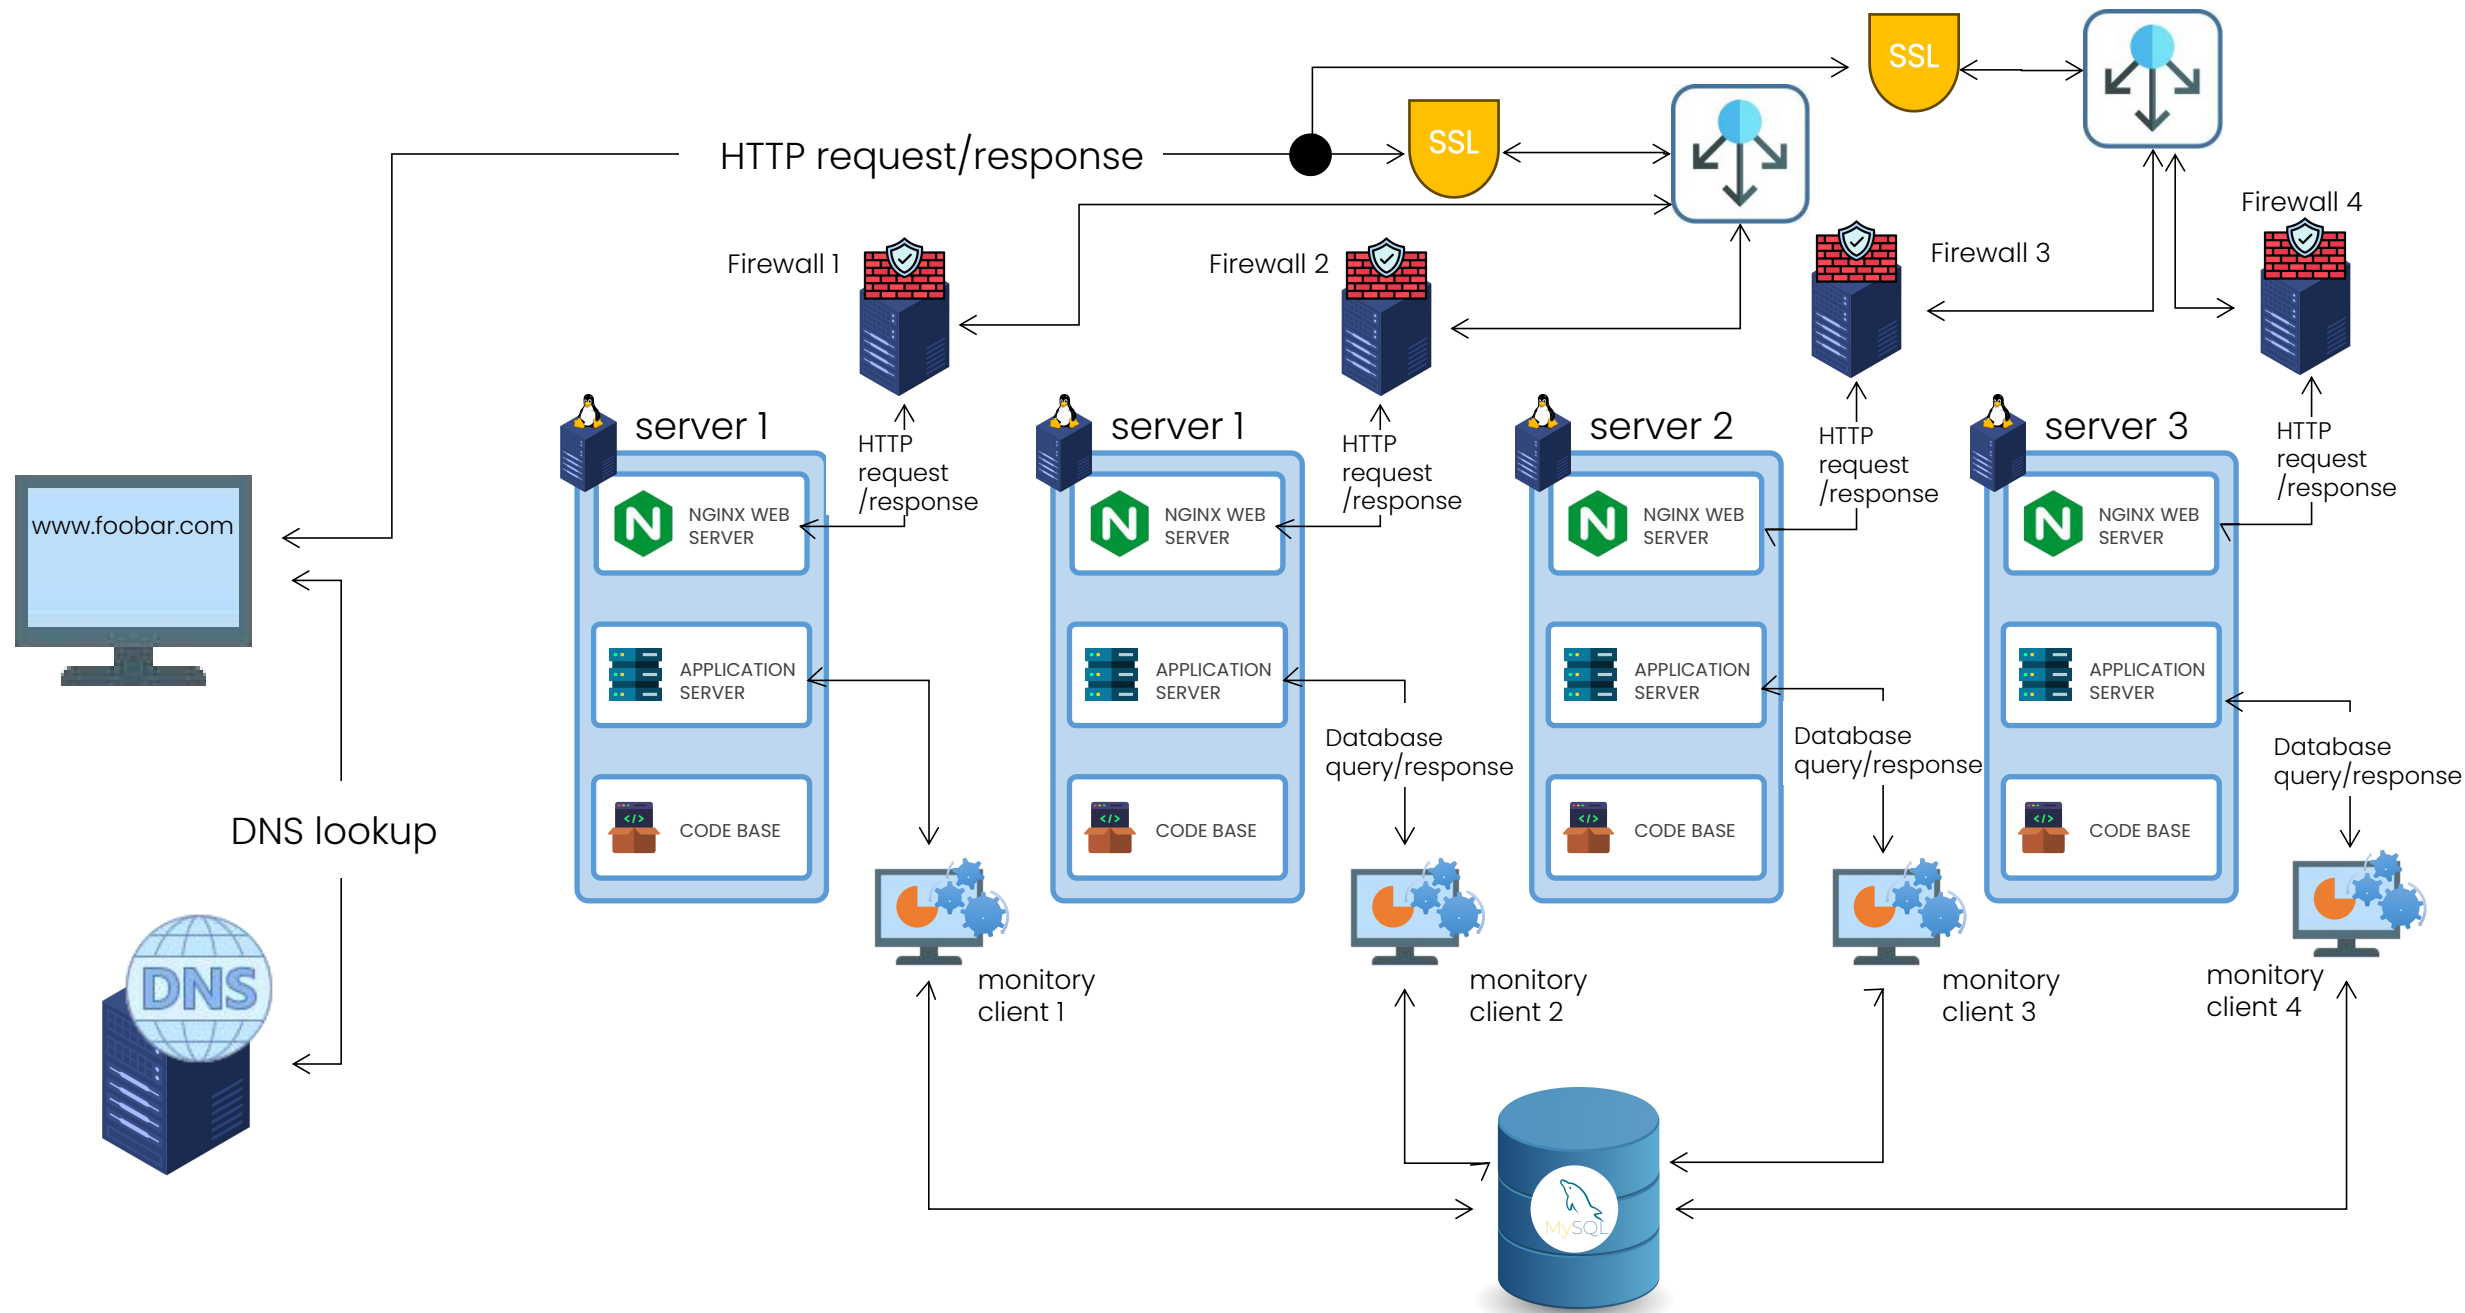 SSL
SSL
HTTP request/response
Firewall 4
Firewall 1
Firewall 2
Firewall 3
server 1
server 1
server 2
server 3
HTTP
request
/response
HTTP
request
/response
HTTP
request
/response
HTTP
request
/response
www.foobar.com
NGINX WEB
SERVER
NGINX WEB
SERVER
NGINX WEB
SERVER
NGINX WEB
SERVER
APPLICATION
SERVER
APPLICATION
SERVER
APPLICATION
SERVER
APPLICATION
SERVER
Database
query/response
Database
query/response
Database
query/response
DNS lookup
CODE BASE
CODE BASE
CODE BASE
CODE BASE
DNS
monitory
client 1
monitory
client 2
monitory
client 3
monitory
client 4
MySQL